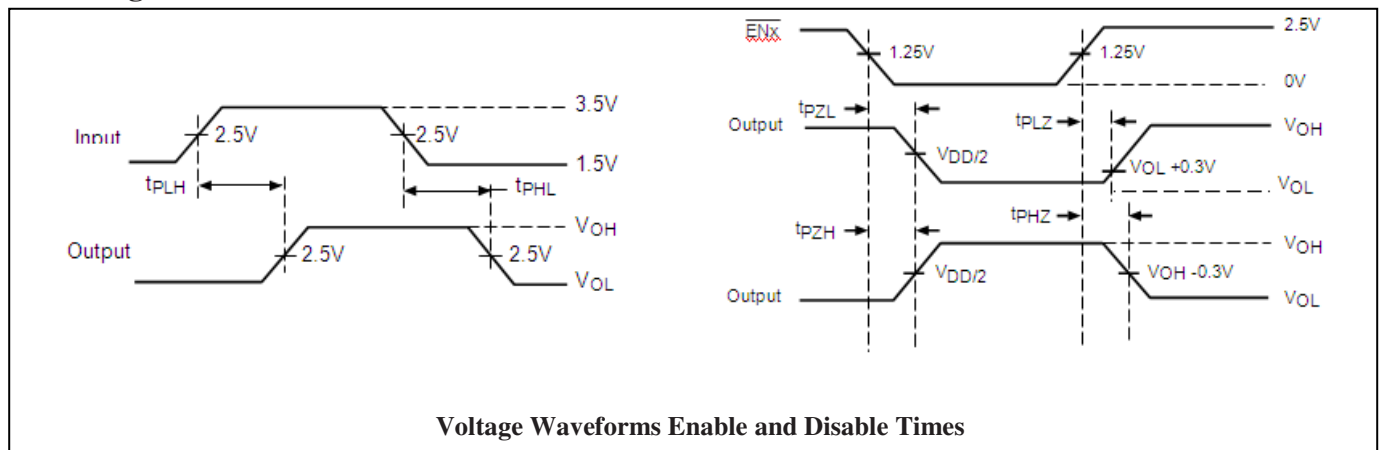 Input
2.5V
2.5V
3.5V
1.5V
tPLH
tPHL
Output
2.5V
2.5V
VOH
VOL
ENx
1.25V
1.25V
2.5V
0V
tPZL
tPLZ
Output
VDD/2
VOL +0.3V
VOH
VOL
tPZH
tPHZ
Output
VDD/2
VOH -0.3V
VOH
VOL
Voltage Waveforms Enable and Disable Times